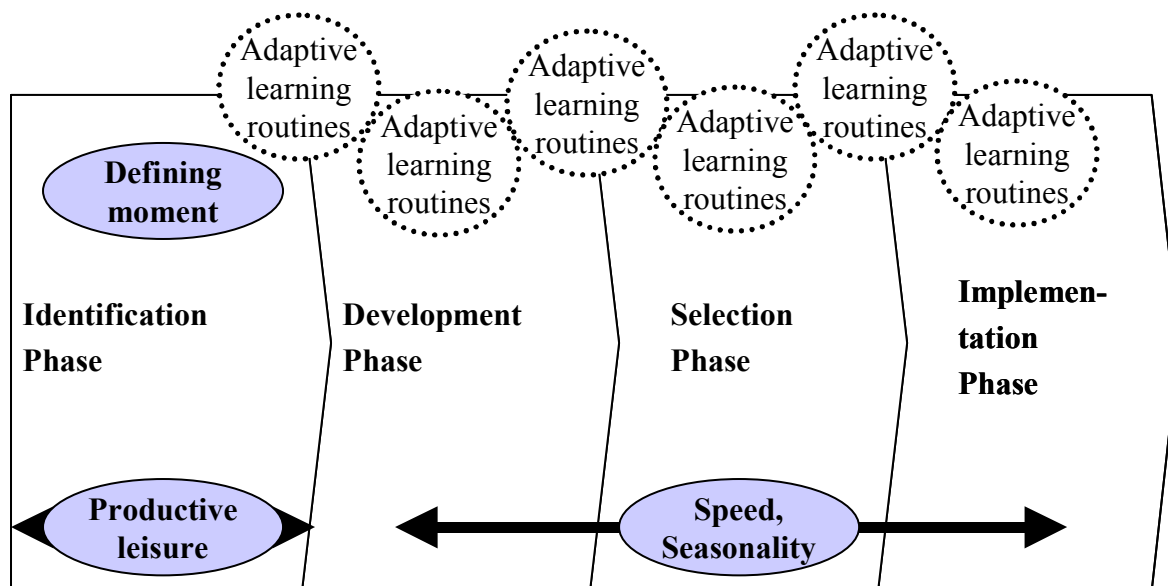 Adaptive
learning
routines
Adaptive
learning
routines
Adaptive
learning
routines
Adaptive
learning
routines
Adaptive
learning
routines
Adaptive
learning
routines
Defining
moment
Identification
Phase
Development
Phase
Selection
Phase
Implemen-
tation
Phase
Productive
leisure
Speed,
Seasonality